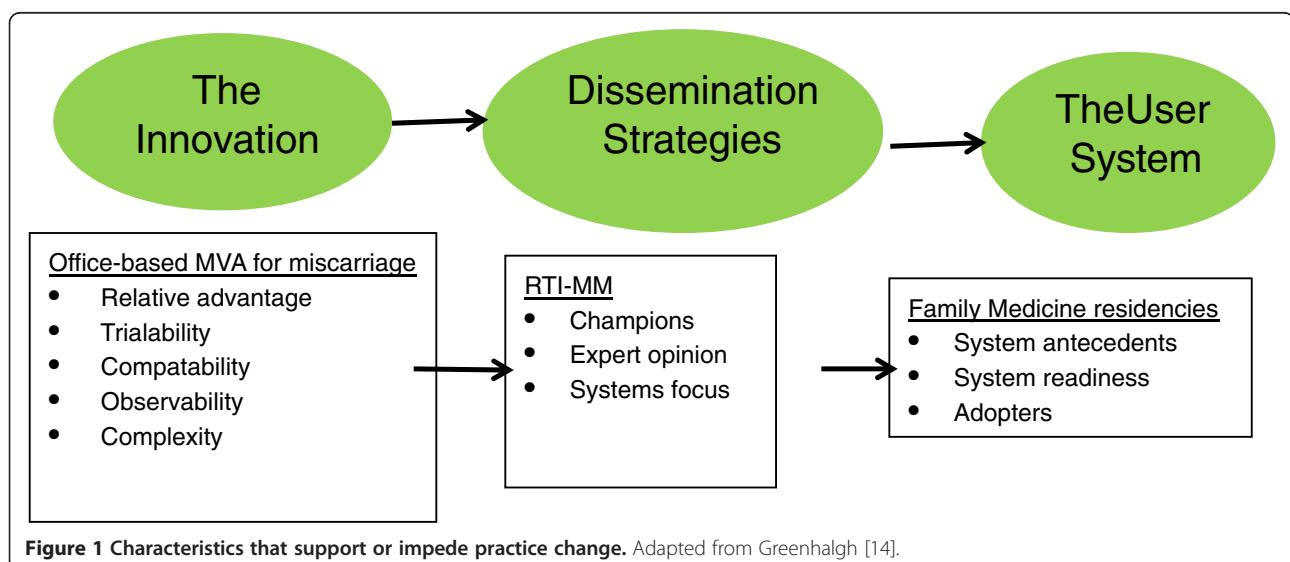 The
Innovation
Dissemination
Strategies
TheUser
System
Office-based MVA for miscarriage
• Relative advantage
• Trialability
• Compatability
• Observability
• Complexity
RTI-MM
• Champions
• Expert opinion
• Systems focus
Family Medicine residencies
• System antecedents
• System readiness
• Adopters
Figure 1 Characteristics that support or impede practice change. Adapted from Greenhalgh [14].